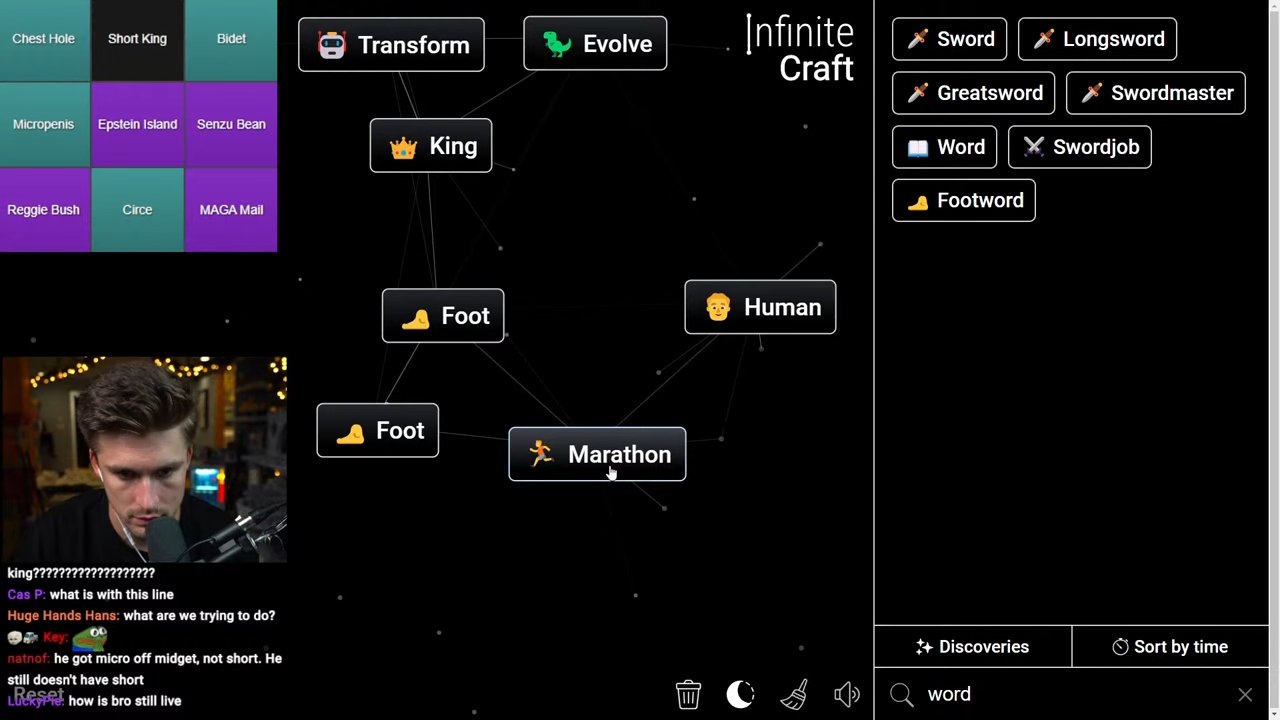 Chest Hole
Short King
Bidet
Micropenis
Epstein Island
Senzu Bean
Reggie Bush
Circe
MAGA Mail
Transform
Evolve
King
Foot
Human
Foot
Marathon
Infinite
Craft
Sword
Longsword
Greatsword
Swordmaster
Word
Swordjob
Footword
king???????????????????
Cas P: what is with this line
Huge Hands Hans: what are we trying to do?
Key:
natnof: he got micro off midget, not short. He
still doesn't have short
LuckyPie: how is bro still live
Reset
Discoveries
Sort by time
word